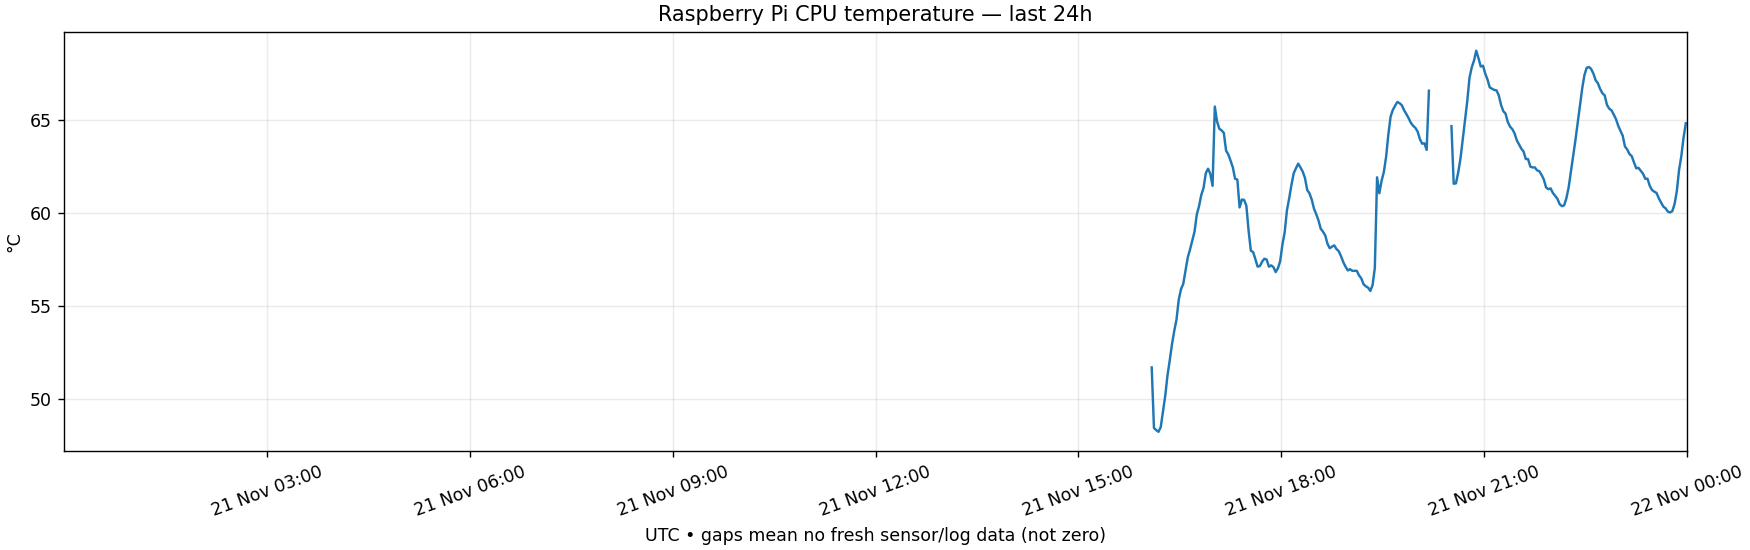 Raspberry Pi CPU temperature — last 24h
65
60
55
50
°C
21 Nov 03:00
21 Nov 06:00
21 Nov 09:00
21 Nov 12:00
21 Nov 15:00
21 Nov 18:00
21 Nov 21:00
22 Nov 00:00
UTC • gaps mean no fresh sensor/log data (not zero)